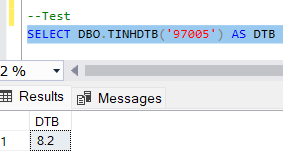 --Test
SELECT DBO.TINHDTB('97005') AS DTB
2 %
Results Messages
DTB
1 8.2